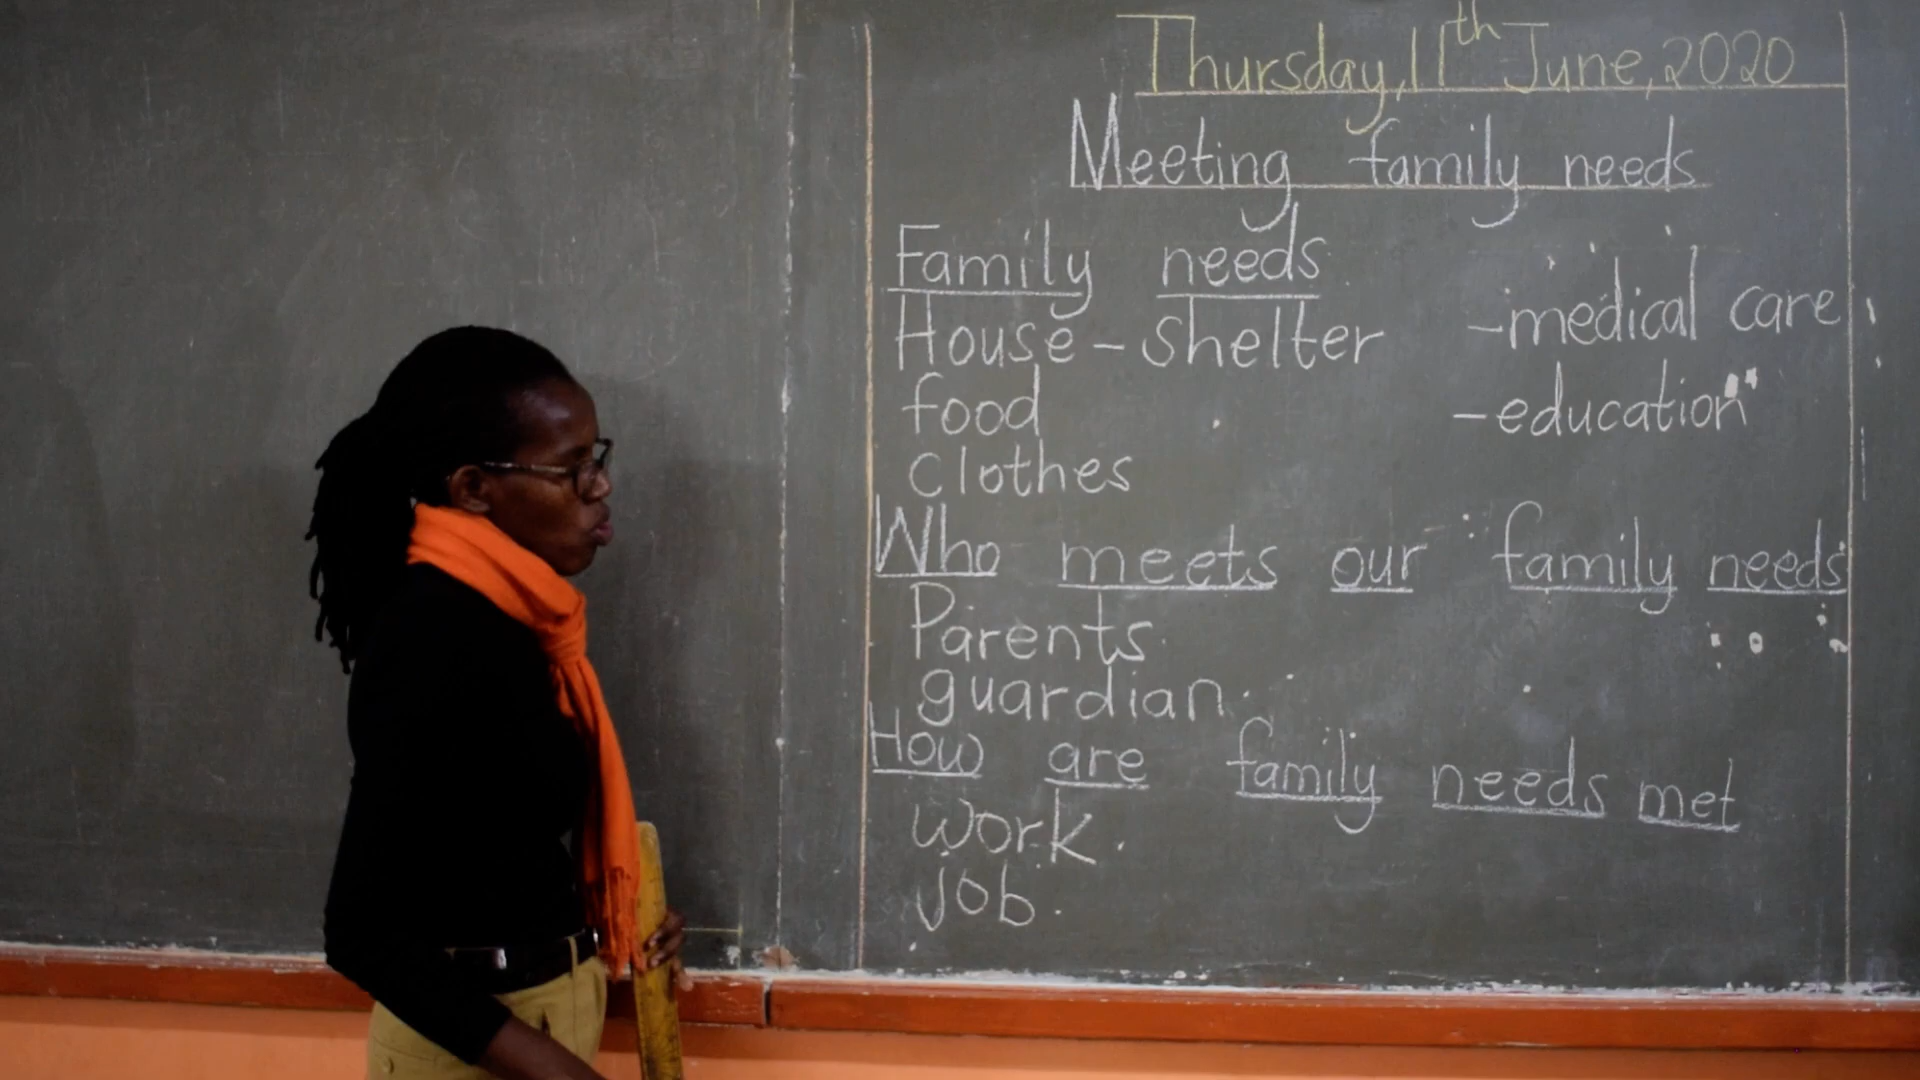 Thursday, 11th June, 2020
Meeting family needs
Family needs
House - shelter
food
clothes
- medical care
- education
Who meets our family needs
Parents
guardian.
How are family needs met
work.
job.